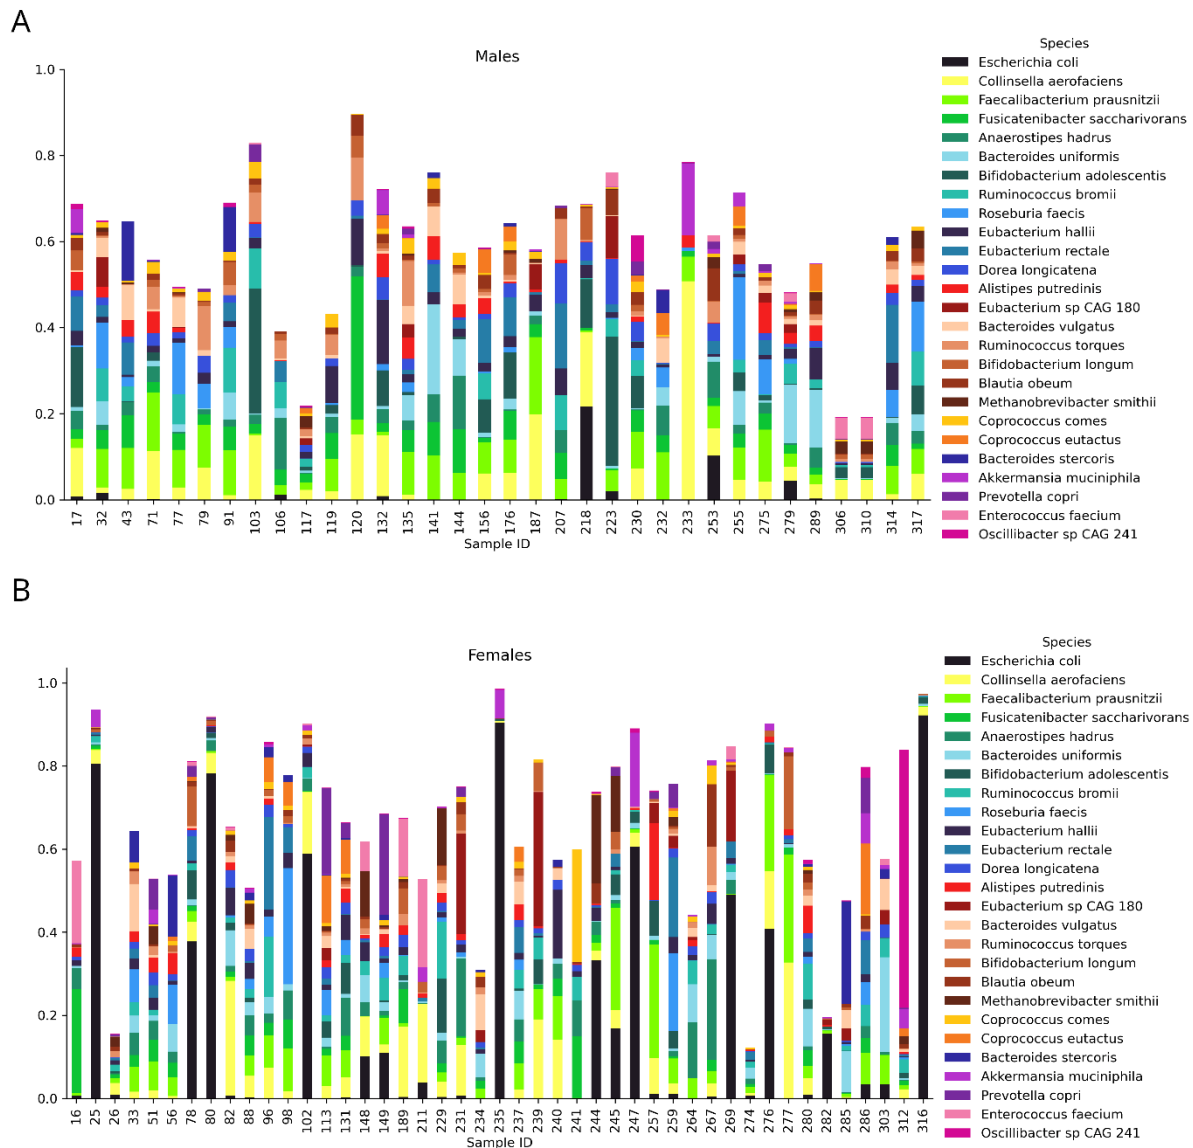 A
Males
Species
Escherichia coli
Collinsella aerofaciens
Faecalibacterium prausnitzii
Fusicatenibacter saccharivorans
Anaerostipes hadrus
Bacteroides uniformis
Bifidobacterium adolescentis
Ruminococcus bromii
Roseburia faecis
Eubacterium hallii
Eubacterium rectale
Dorea longicatena
Alistipes putredinis
Eubacterium sp CAG 180
Bacteroides vulgatus
Ruminococcus torques
Bifidobacterium longum
Blautia obeum
Methanobrevibacter smithii
Coprococcus comes
Coprococcus eutactus
Bacteroides stercoris
Akkermansia muciniphila
Prevotella copri
Enterococcus faecium
Oscillibacter sp CAG 241
1.0
0.8
0.6
0.4
0.2
0.0
17 32 43 71 77 79 91 103 106 117 119 120 132 135 141 144 156 176 187 207 218 223 230 232 233 253 255 275 279 289 306 310 314 317
Sample ID
B
Females
Species
Escherichia coli
Collinsella aerofaciens
Faecalibacterium prausnitzii
Fusicatenibacter saccharivorans
Anaerostipes hadrus
Bacteroides uniformis
Bifidobacterium adolescentis
Ruminococcus bromii
Roseburia faecis
Eubacterium hallii
Eubacterium rectale
Dorea longicatena
Alistipes putredinis
Eubacterium sp CAG 180
Bacteroides vulgatus
Ruminococcus torques
Bifidobacterium longum
Blautia obeum
Methanobrevibacter smithii
Coprococcus comes
Coprococcus eutactus
Bacteroides stercoris
Akkermansia muciniphila
Prevotella copri
Enterococcus faecium
Oscillibacter sp CAG 241
1.0
0.8
0.6
0.4
0.2
0.0
16 25 26 33 51 56 78 80 82 88 96 98 102 113 131 148 149 189 211 229 231 234 235 237 239 240 241 244 245 247 257 259 264 267 269 274 276 277 280 282 285 286 303 312 316
Sample ID